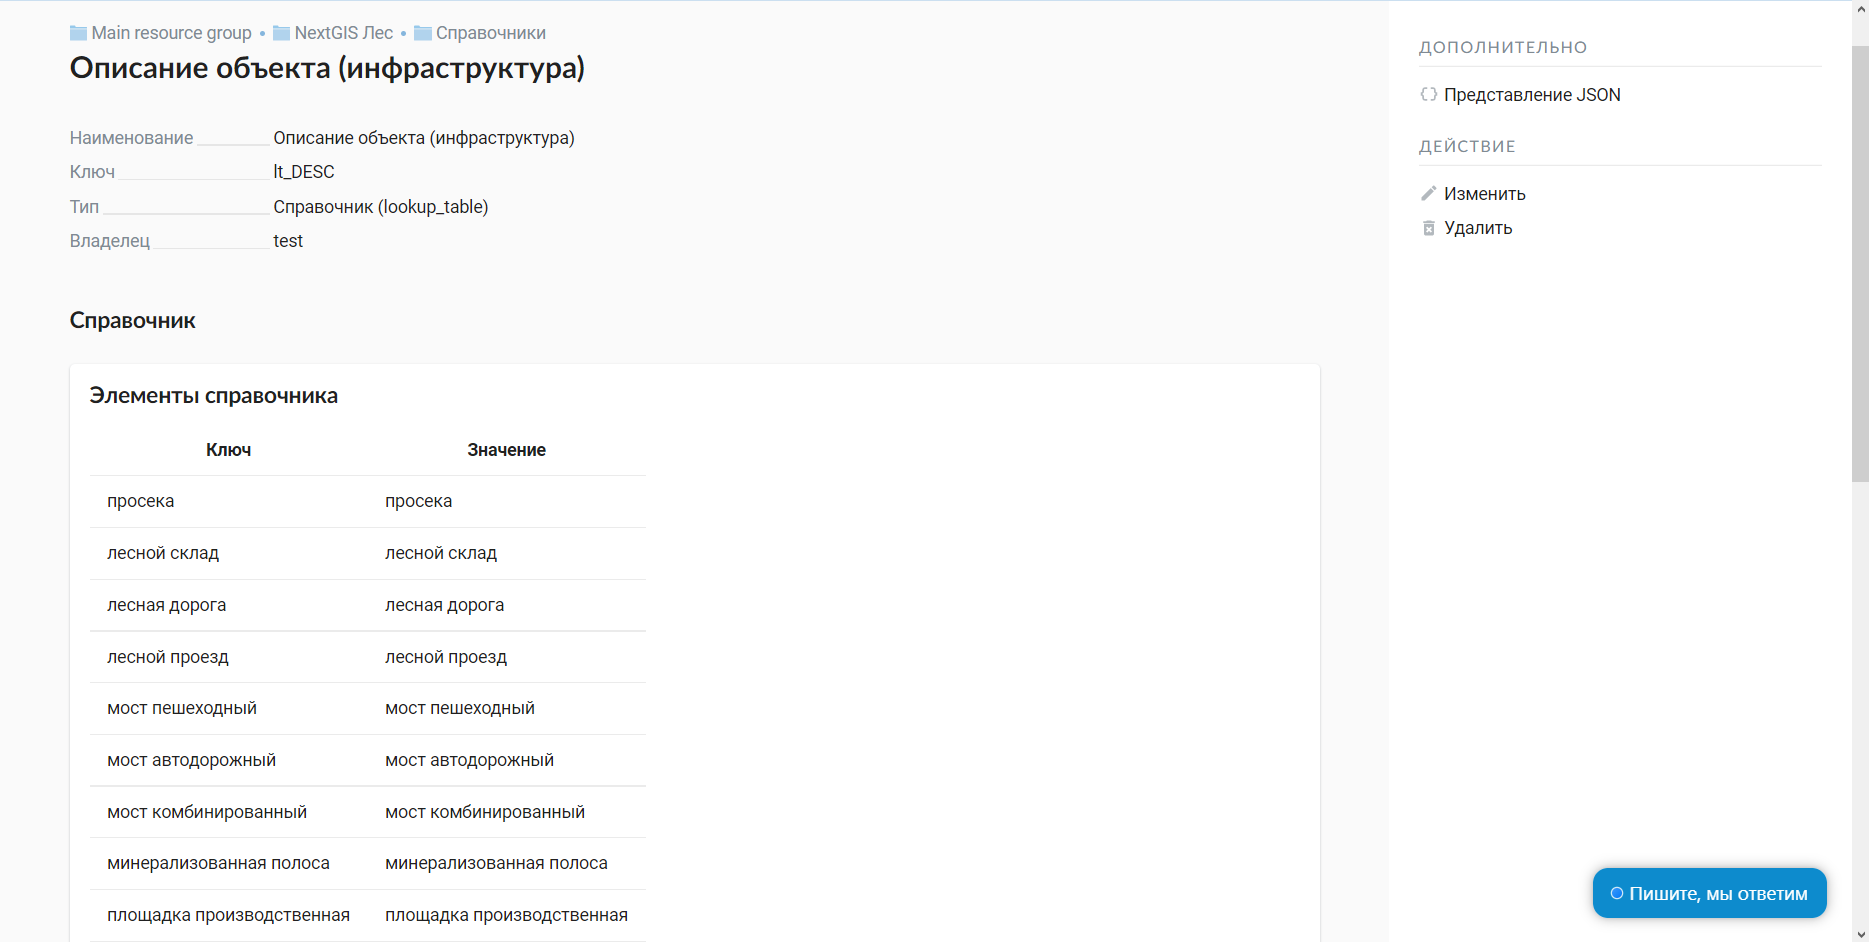 Main resource group • NextGIS Лес • Справочники
Описание объекта (инфраструктура)
Наименование Описание объекта (инфраструктура)
Ключ lt_DESC
Тип Справочник (lookup_table)
Владелец test
Справочник
Элементы справочника
Ключ Значение
просека просека
лесной склад лесной склад
лесная дорога лесная дорога
лесной проезд лесной проезд
мост пешеходный мост пешеходный
мост автодорожный мост автодорожный
мост комбинированный мост комбинированный
минерализованная полоса минерализованная полоса
площадка производственная площадка производственная
ДОПОЛНИТЕЛЬНО
Представление JSON
ДЕЙСТВИЕ
Изменить
Удалить
Пишите, мы ответим